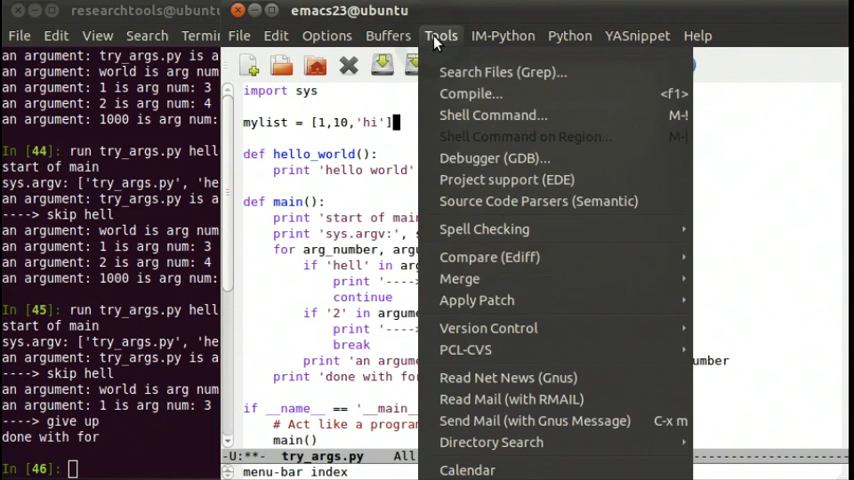 researchtools@ubuntu
File Edit View Search Termin
an argument: try_args.py is a
an argument: world is arg num:
an argument: 1 is arg num: 3
an argument: 2 is arg num: 4
an argument: 1000 is arg num:
In [44]: run try_args.py hell
start of main
sys.argv: ['try_args.py', 'he
an argument: try_args.py is a
----> skip hell
an argument: world is arg num
an argument: 1 is arg num: 3
an argument: 2 is arg num: 4
an argument: 1000 is arg num:
In [45]: run try_args.py hell
start of main
sys.argv: ['try_args.py', 'he
an argument: try_args.py is a
----> skip hell
an argument: world is arg num
an argument: 1 is arg num: 3
----> give up
done with for
In [46]:
emacs23@ubuntu
File Edit Options Buffers Tools IM-Python Python YASnippet Help
import sys
mylist = [1,10,'hi']
def hello_world():
print 'hello world'
def main():
print 'start of main
print 'sys.argv:', s
for arg_number, argu
if 'hell' in arg
print '----
continue
if '2' in argum
print '----
break
print 'an argume
number
print 'done with for
if __name__ == '__main_
# Act like a program
main()
-U:**- try_args.py All
menu-bar index
Search Files (Grep)...
Compile... <f1>
Shell Command... M-!
Shell Command on Region... M-|
Debugger (GDB)...
Project support (EDE)
Source Code Parsers (Semantic)
Spell Checking
Compare (Ediff)
Merge
Apply Patch
Version Control
PCL-CVS
Read Net News (Gnus)
Read Mail (with RMAIL)
Send Mail (with Gnus Message) C-x m
Directory Search
Calendar